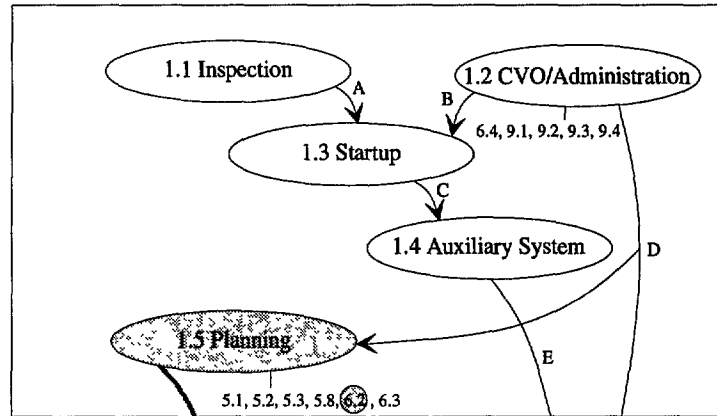 1.1 Inspection
1.2 CVO/Administration
A
B
6.4, 9.1, 9.2, 9.3, 9.4
1.3 Startup
C
1.4 Auxiliary System
D
1.5 Planning
E
5.1, 5.2, 5.3, 5.8, 6.2, 6.3